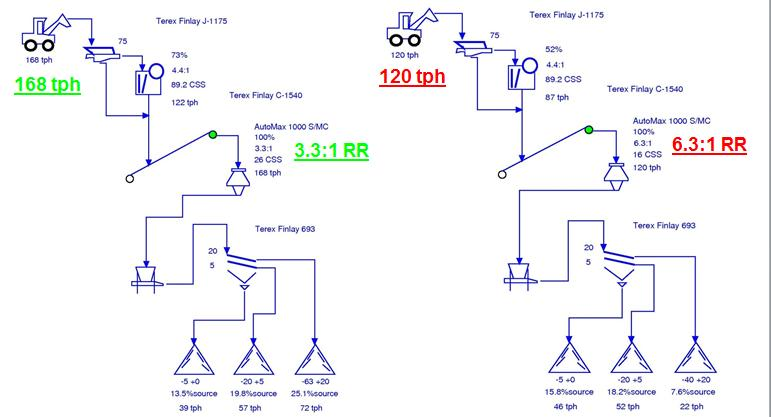 Terex Finlay J-1175
168 tph
75
73%
4.4:1
89.2 CSS
122 tph
168 tph
Terex Finlay C-1540
AutoMax 1000 S/MC
100%
3.3:1
26 CSS
168 tph
3.3:1 RR
Terex Finlay 693
20
5
-5 +0
13.5%source
39 tph
-20 +5
19.8%source
57 tph
-63 +20
25.1%source
72 tph
Terex Finlay J-1175
120 tph
75
52%
4.4:1
89.2 CSS
87 tph
120 tph
Terex Finlay C-1540
AutoMax 1000 S/MC
100%
6.3:1
16 CSS
120 tph
6.3:1 RR
Terex Finlay 693
20
5
-5 +0
15.8%source
46 tph
-20 +5
18.2%source
52 tph
-40 +20
7.6%source
22 tph